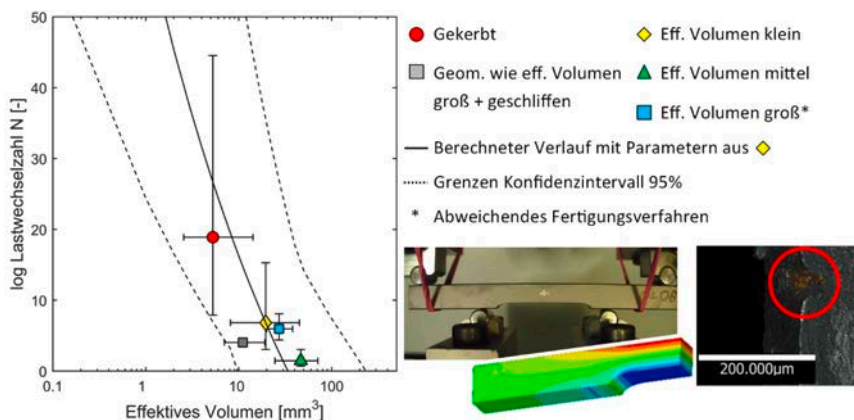 50
40
30
20
10
0
log Lastwechselzahl N [-]
0.1
1
10
100
Effektives Volumen [mm³]
Gekerbt
Geom. wie eff. Volumen
groß + geschliffen
Eff. Volumen klein
Eff. Volumen mittel
Eff. Volumen groß*
Berechneter Verlauf mit Parametern aus
Grenzen Konfidenzintervall 95%
* Abweichendes Fertigungsverfahren
200.000µm